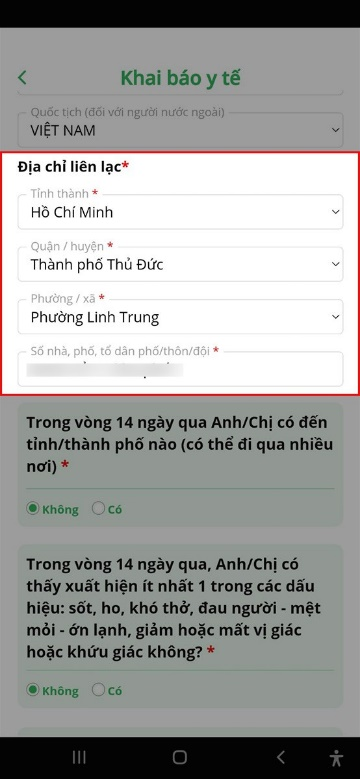 Khai báo y tế
Quốc tịch (đối với người nước ngoài)
VIỆT NAM
Địa chỉ liên lạc*
Tỉnh thành *
Hồ Chí Minh
Quận / huyện *
Thành phố Thủ Đức
Phường / xã *
Phường Linh Trung
Số nhà, phố, tổ dân phố/thôn/đội *
Trong vòng 14 ngày qua Anh/Chị có đến
tỉnh/thành phố nào (có thể đi qua nhiều
nơi) *
Không Có
Trong vòng 14 ngày qua, Anh/Chị có
thấy xuất hiện ít nhất 1 trong các dấu
hiệu: sốt, ho, khó thở, đau người - mệt
mỏi - ớn lạnh, giảm hoặc mất vị giác
hoặc khứu giác không? *
Không Có